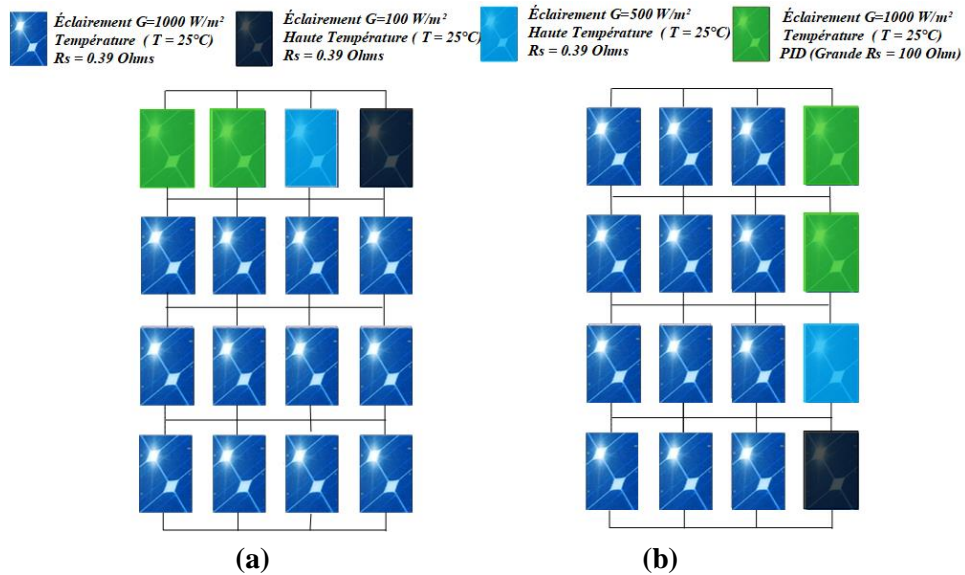 Éclairement G=1000 W/m²
Température ( T = 25°C)
Rs = 0.39 Ohms
Éclairement G=100 W/m²
Haute Température ( T = 25°C)
Rs = 0.39 Ohms
Éclairement G=500 W/m²
Haute Température ( T = 25°C)
Rs = 0.39 Ohms
Éclairement G=1000 W/m²
Température ( T = 25°C)
PID (Grande Rs = 100 Ohm)
(a)
(b)